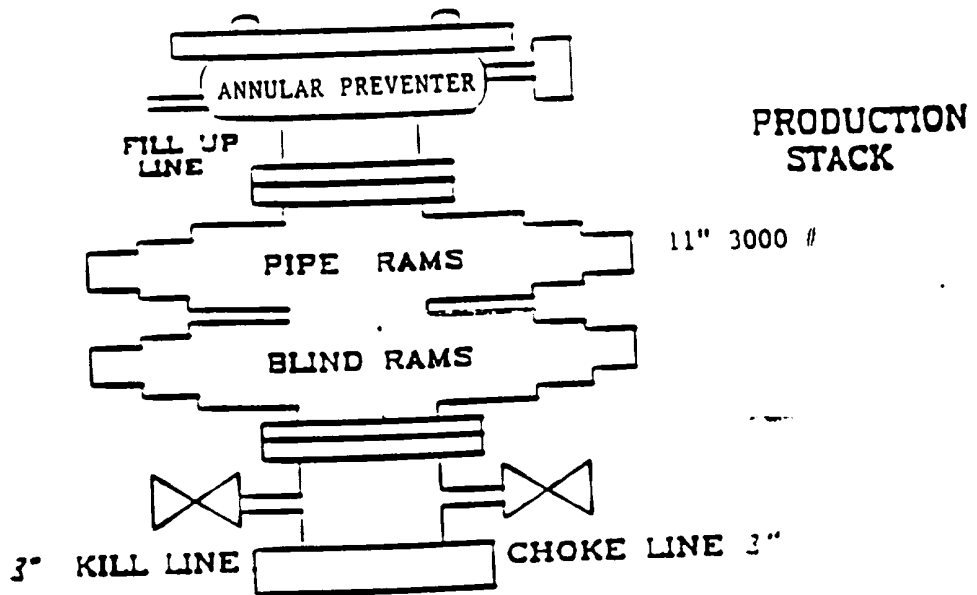 ANNULAR PREVENTER
FILL UP
LINE
PRODUCTION
STACK
11" 3000 #
PIPE RAMS
BLIND RAMS
3" KILL LINE
CHOKE LINE 3"